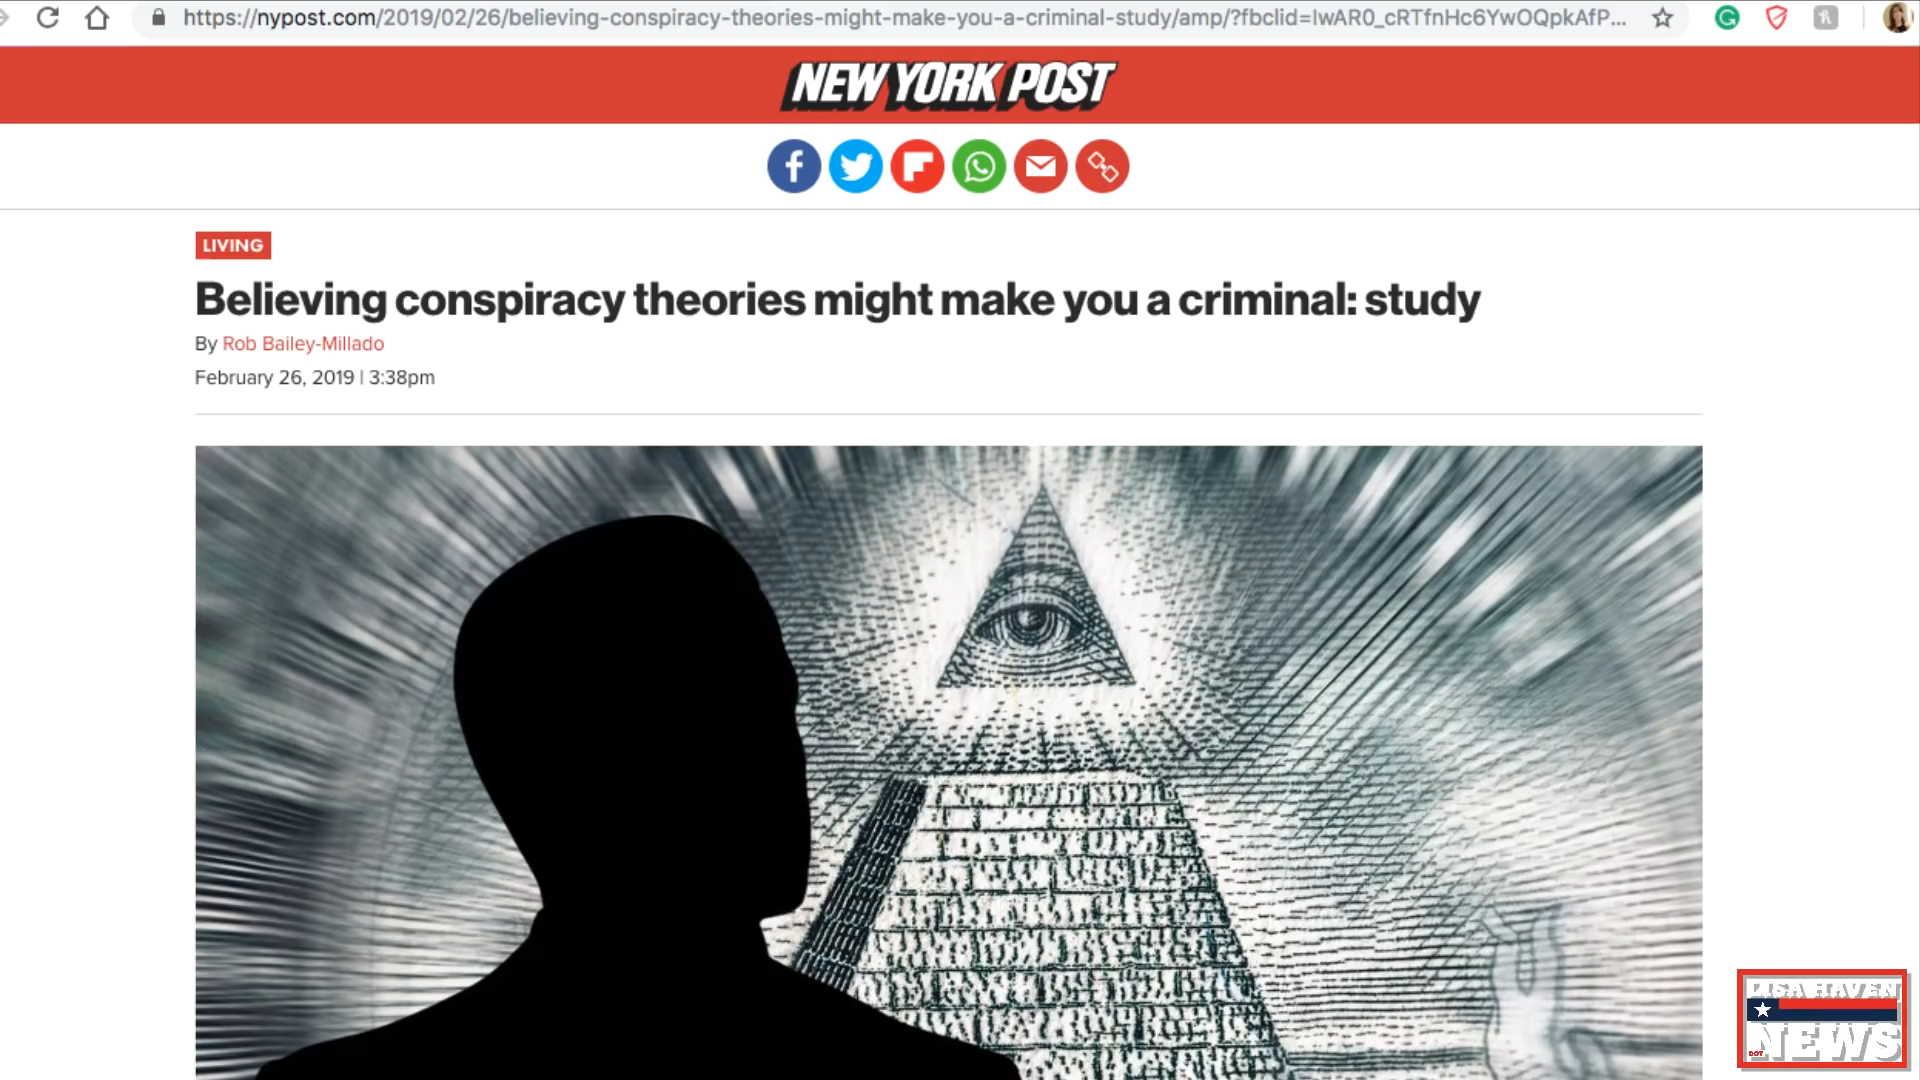 https://nypost.com/2019/02/26/believing-conspiracy-theories-might-make-you-a-criminal-study/amp/?fbclid=IwAR0_cRTfnHc6YwOQpkAfP...
NEW YORK POST
LIVING
Believing conspiracy theories might make you a criminal: study
By Rob Bailey-Millado
February 26, 2019 | 3:38pm
LISA HAVEN
DOT NEWS